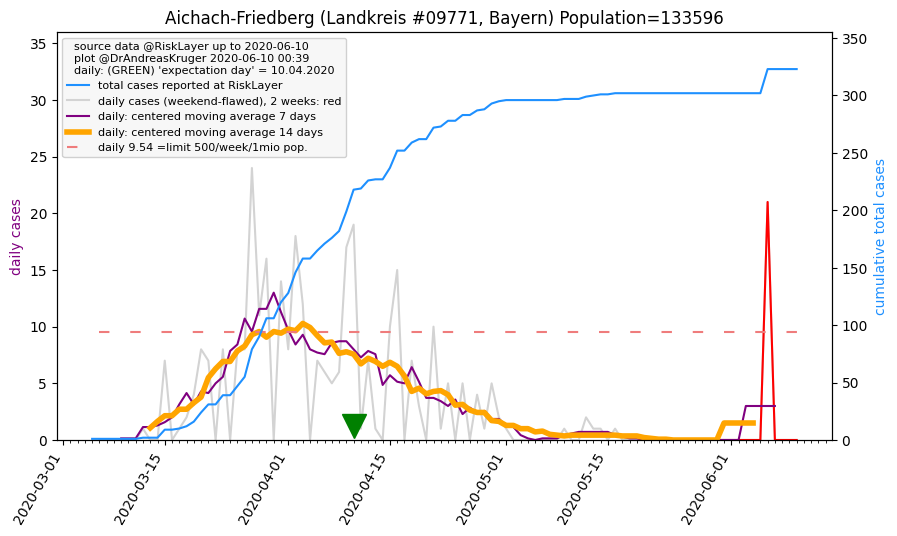 Aichach-Friedberg (Landkreis #09771, Bayern) Population=133596
source data @RiskLayer up to 2020-06-10
plot @DrAndreasKruger 2020-06-10 00:39
daily: (GREEN) 'expectation day' = 10.04.2020
total cases reported at RiskLayer
daily cases (weekend-flawed), 2 weeks: red
daily: centered moving average 7 days
daily: centered moving average 14 days
daily 9.54 =limit 500/week/1mio pop.
daily cases
35
30
25
20
15
10
5
0
cumulative total cases
350
300
250
200
150
100
50
0
2020-03-01
2020-03-15
2020-04-01
2020-04-15
2020-05-01
2020-05-15
2020-06-01